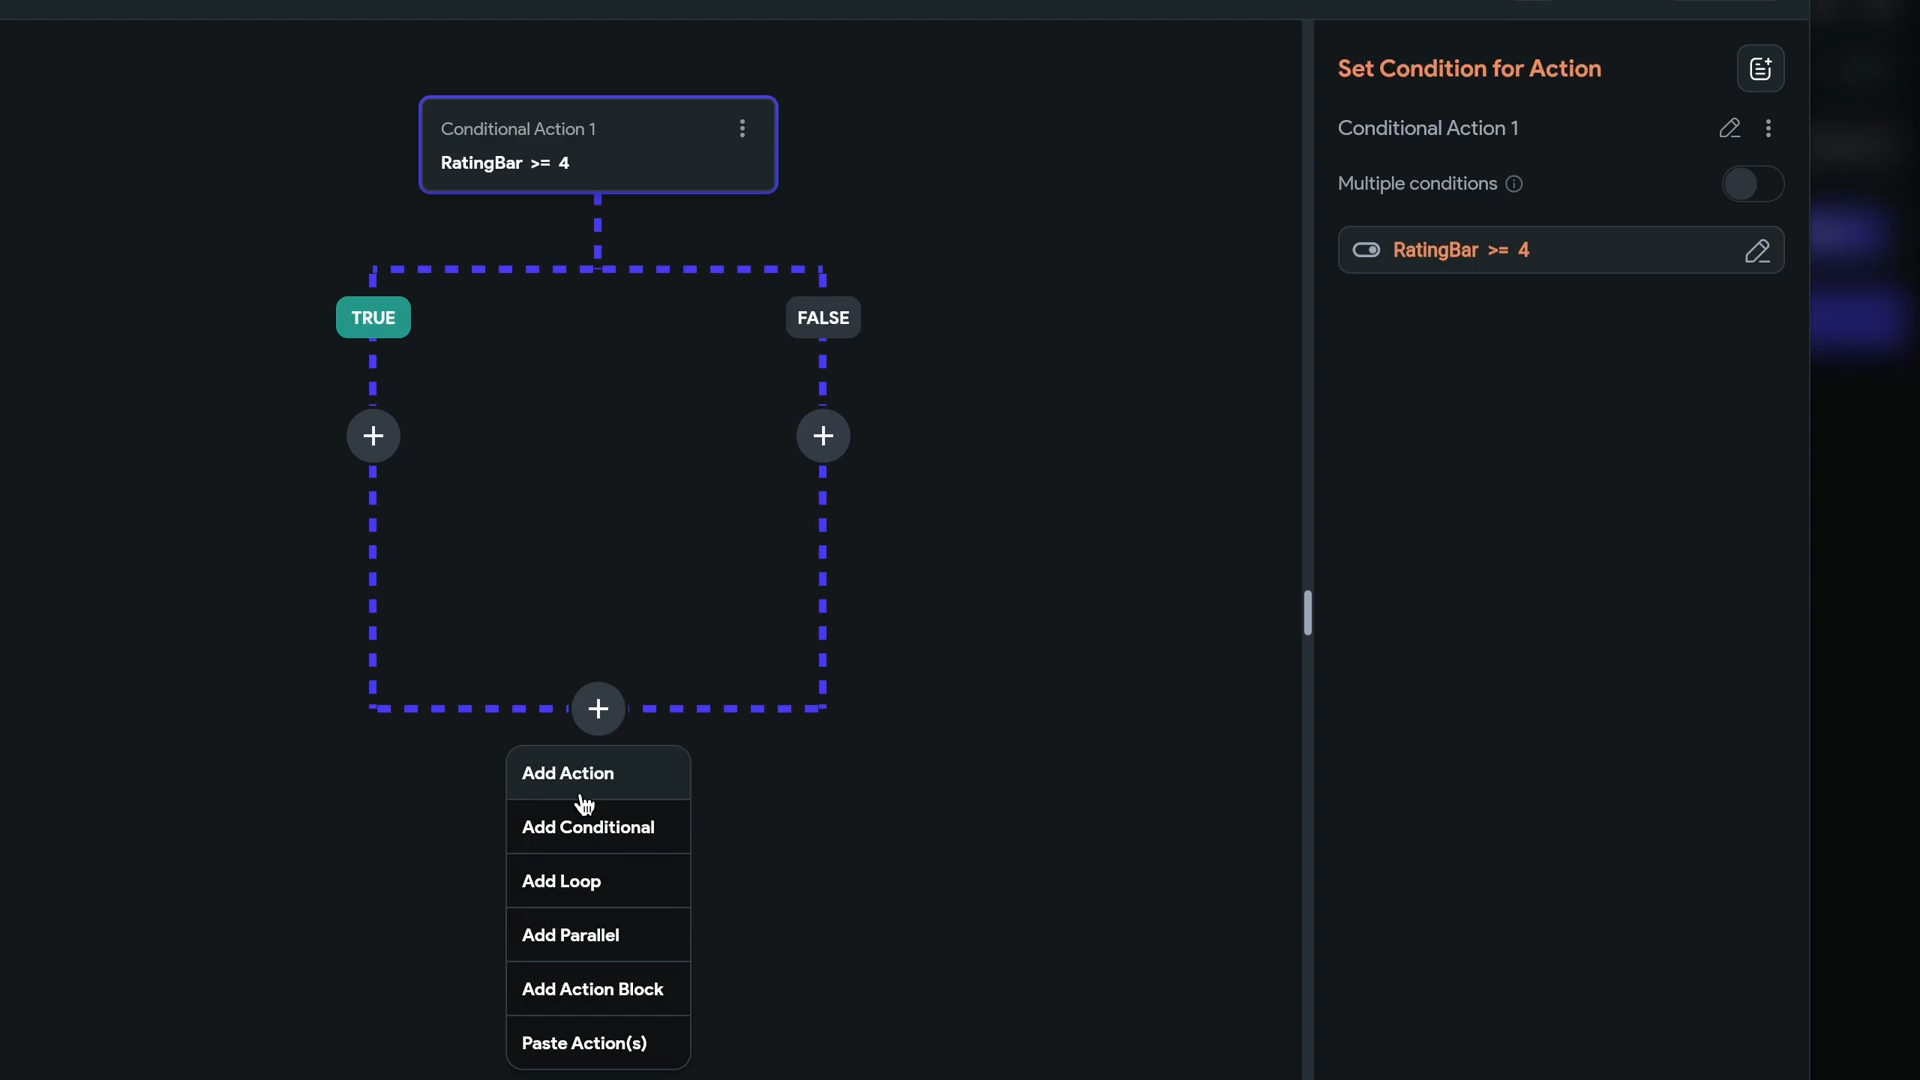 Conditional Action 1
RatingBar >= 4
TRUE
FALSE
Add Action
Add Conditional
Add Loop
Add Parallel
Add Action Block
Paste Action(s)
Set Condition for Action
Conditional Action 1
Multiple conditions
RatingBar >= 4